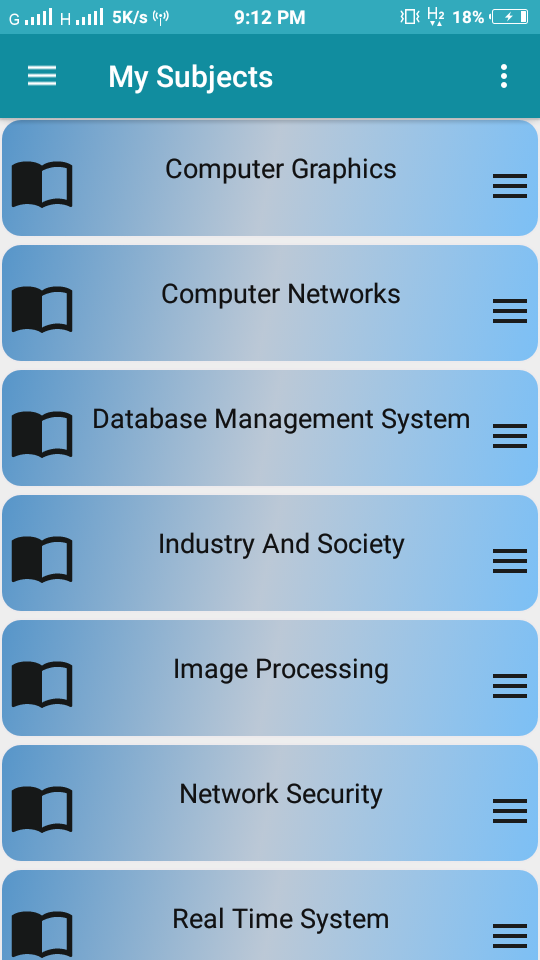 G H 5K/s 9:12 PM H2 18%
My Subjects
Computer Graphics
Computer Networks
Database Management System
Industry And Society
Image Processing
Network Security
Real Time System